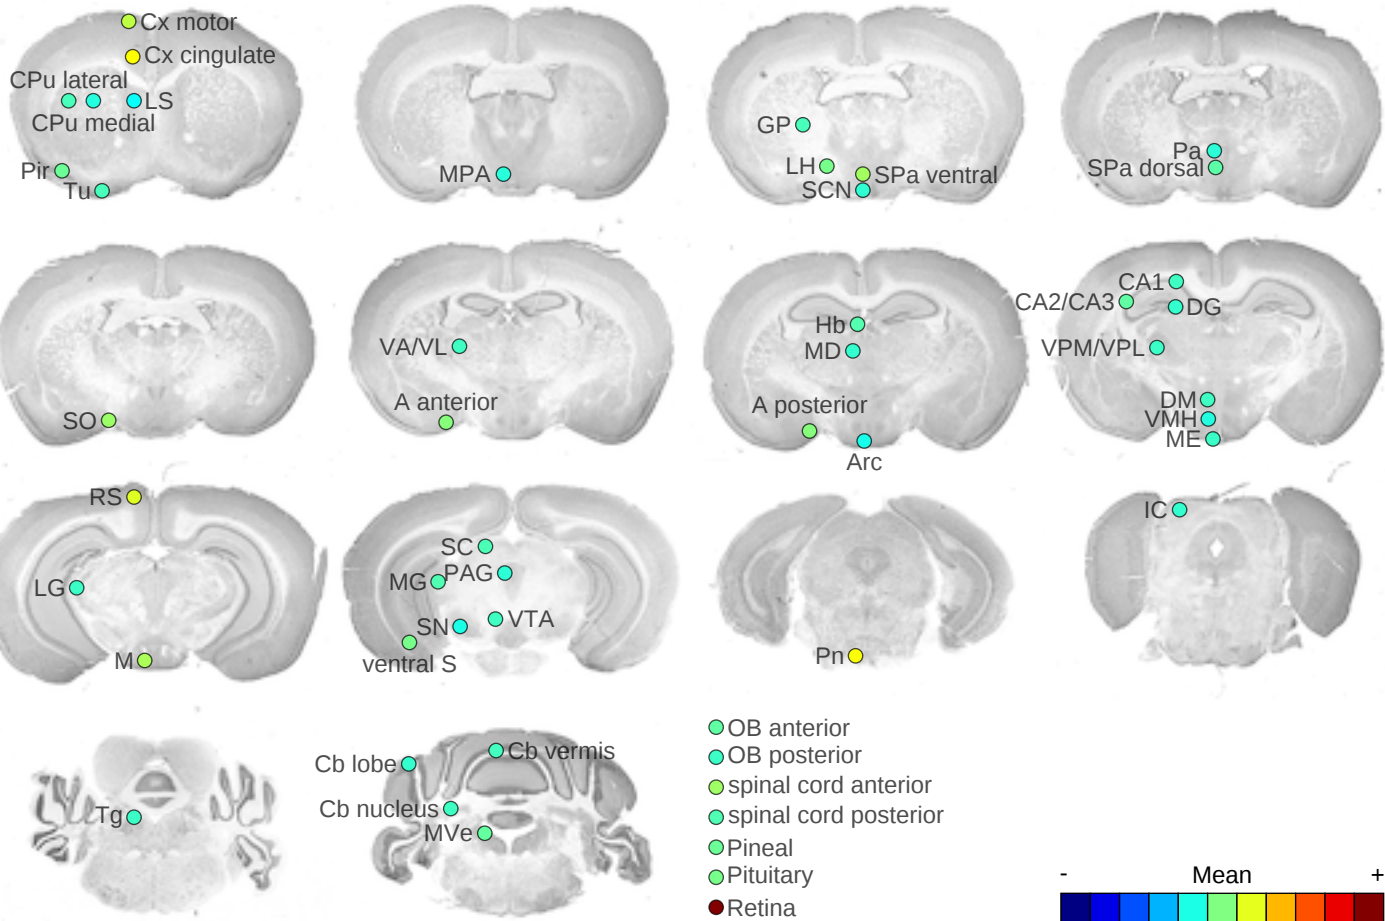 Cx motor
Cx cingulate
CPu lateral
LS
CPu medial
Pir
Tu
MPA
GP
LH
SPa ventral
SCN
Pa
SPa dorsal
SO
VA/VL
A anterior
Hb
MD
A posterior
Arc
CA1
CA2/CA3
DG
VPM/VPL
DM
VMH
ME
RS
LG
M
SC
MG
PAG
SN
VTA
ventral S
Pn
IC
Tg
Cb lobe
Cb vermis
Cb nucleus
MVe
OB anterior
OB posterior
spinal cord anterior
spinal cord posterior
Pineal
Pituitary
Retina
- Mean +